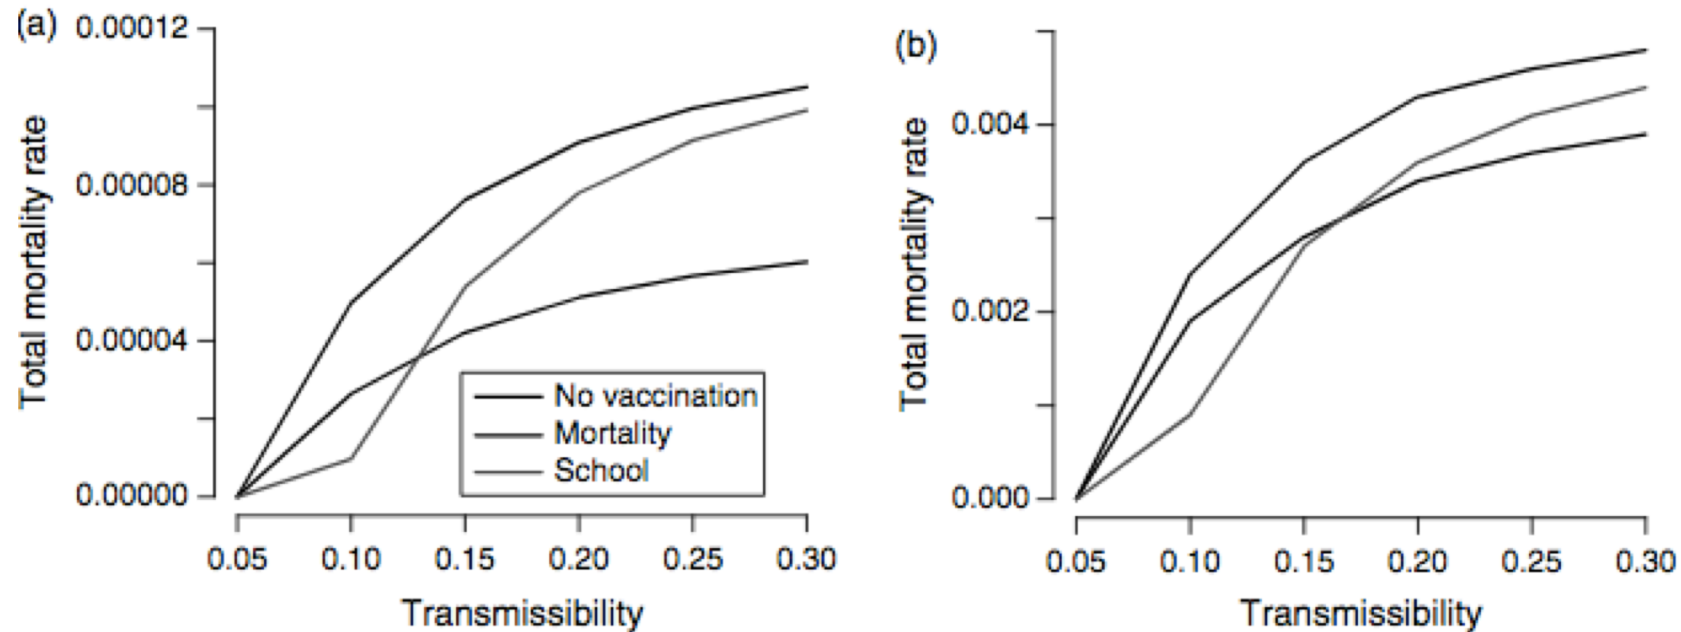 (a)
Total mortality rate
0.00012
0.00008
0.00004
0.00000
No vaccination
Mortality
School
0.05 0.10 0.15 0.20 0.25 0.30
Transmissibility
(b)
Total mortality rate
0.004
0.002
0.000
0.05 0.10 0.15 0.20 0.25 0.30
Transmissibility